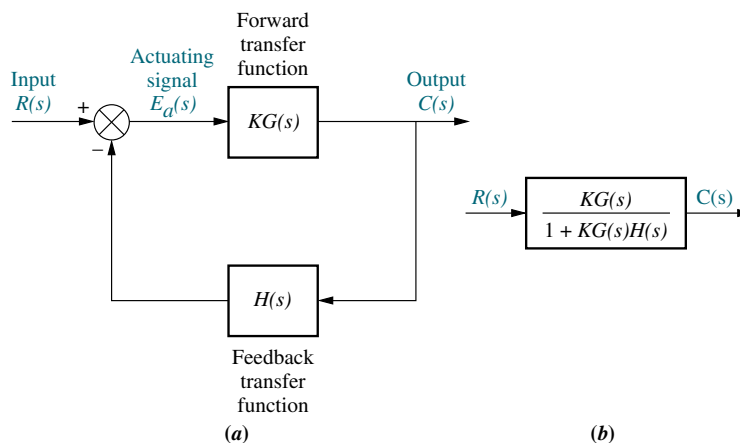 Forward
transfer
function
Input
R(s)
Actuating
signal
Ea(s)
Output
C(s)
+
−
KG(s)
H(s)
Feedback
transfer
function
(a)
R(s)
KG(s)
1 + KG(s)H(s)
C(s)
(b)